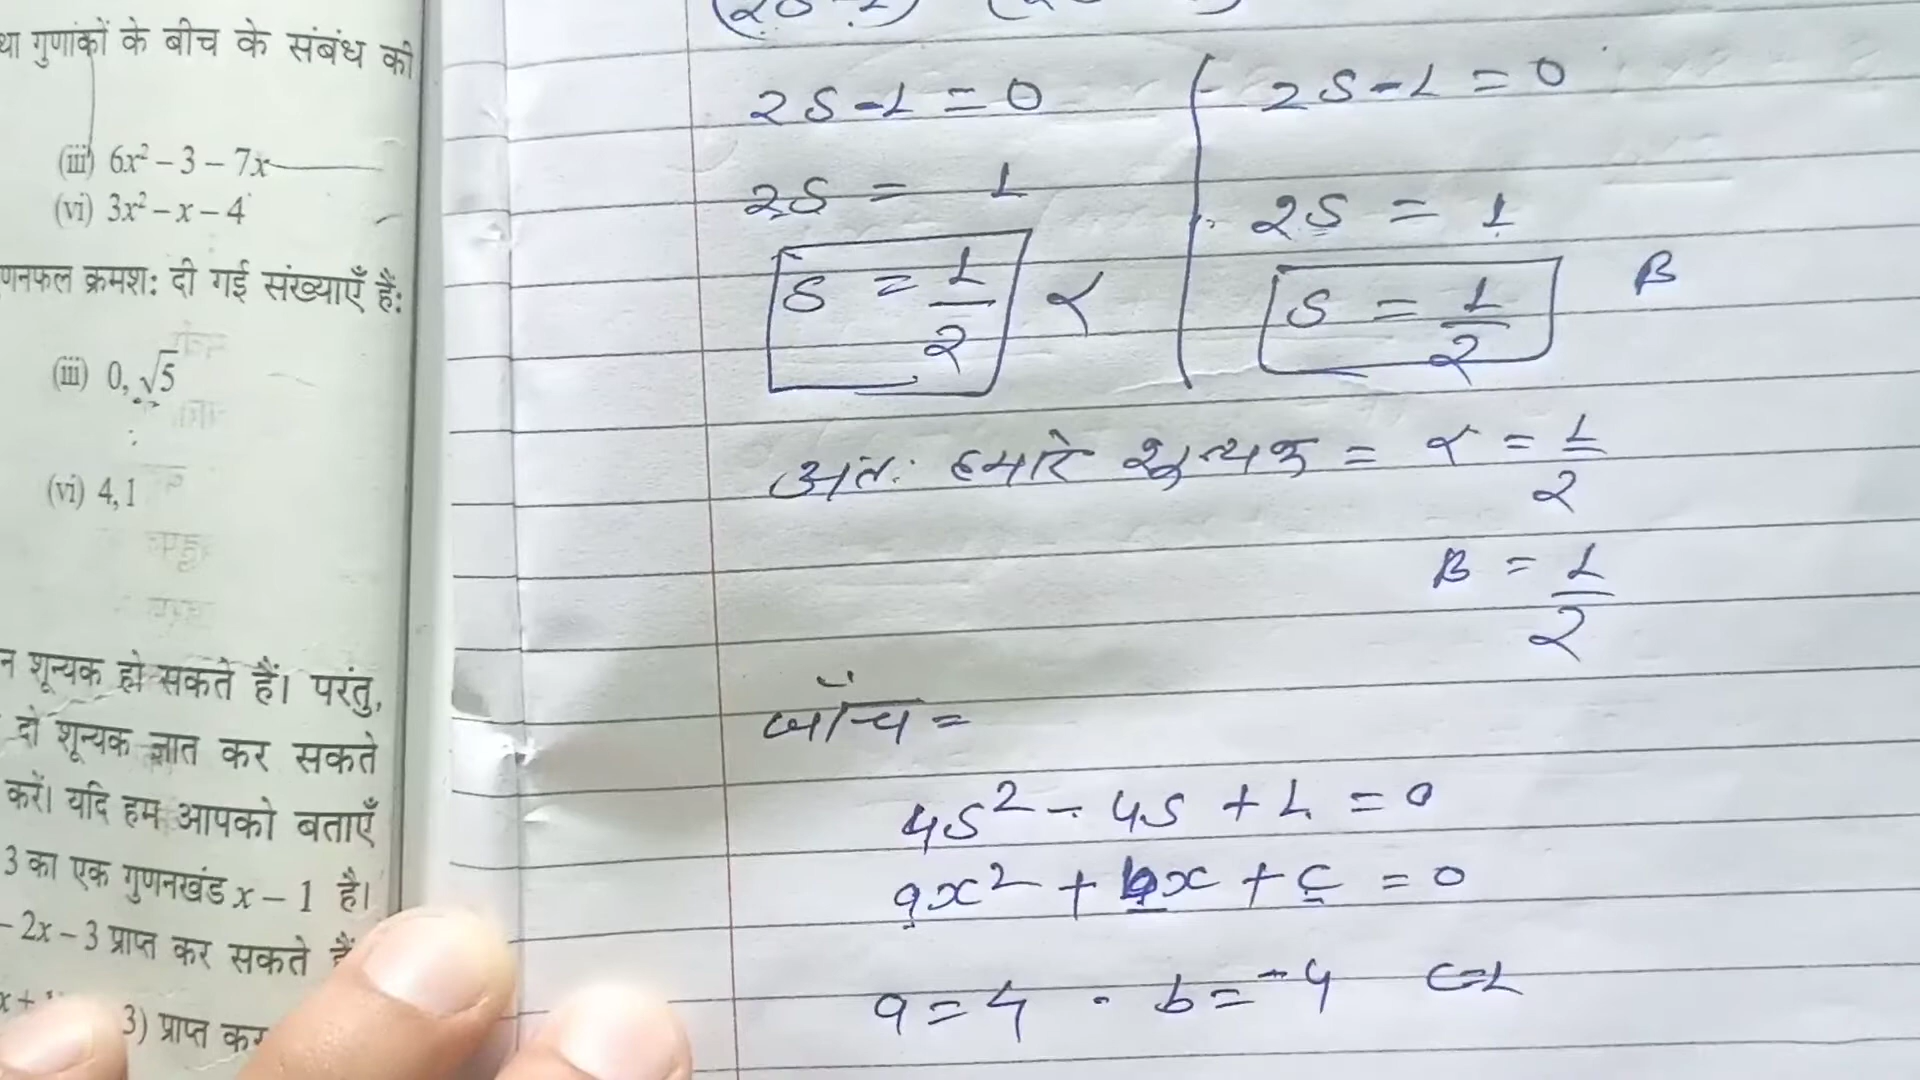 था गुणांकों के बीच के संबंध की
(iii) 6x² – 3 – 7x
(vi) 3x² – x – 4
णनफल क्रमश: दी गई संख्याएँ हैं:
(iii) 0, √5
(vi) 4, 1
न शून्यक हो सकते हैं। परंतु,
दो शून्यक ज्ञात कर सकते
करें। यदि हम आपको बताएँ
3 का एक गुणनखंड x – 1 है।
– 2x – 3 प्राप्त कर सकते हैं
x +
3) प्राप्त कर
2S - 1 = 0
2S = 1
S = 1/2 α
2S - 1 = 0
2S = 1
S = 1/2 β
अतः हमारे शून्यक = α = 1/2
β = 1/2
जाँच =
4S² - 4S + 1 = 0
ax² + bx + c = 0
a = 4 . b = -4 c=1